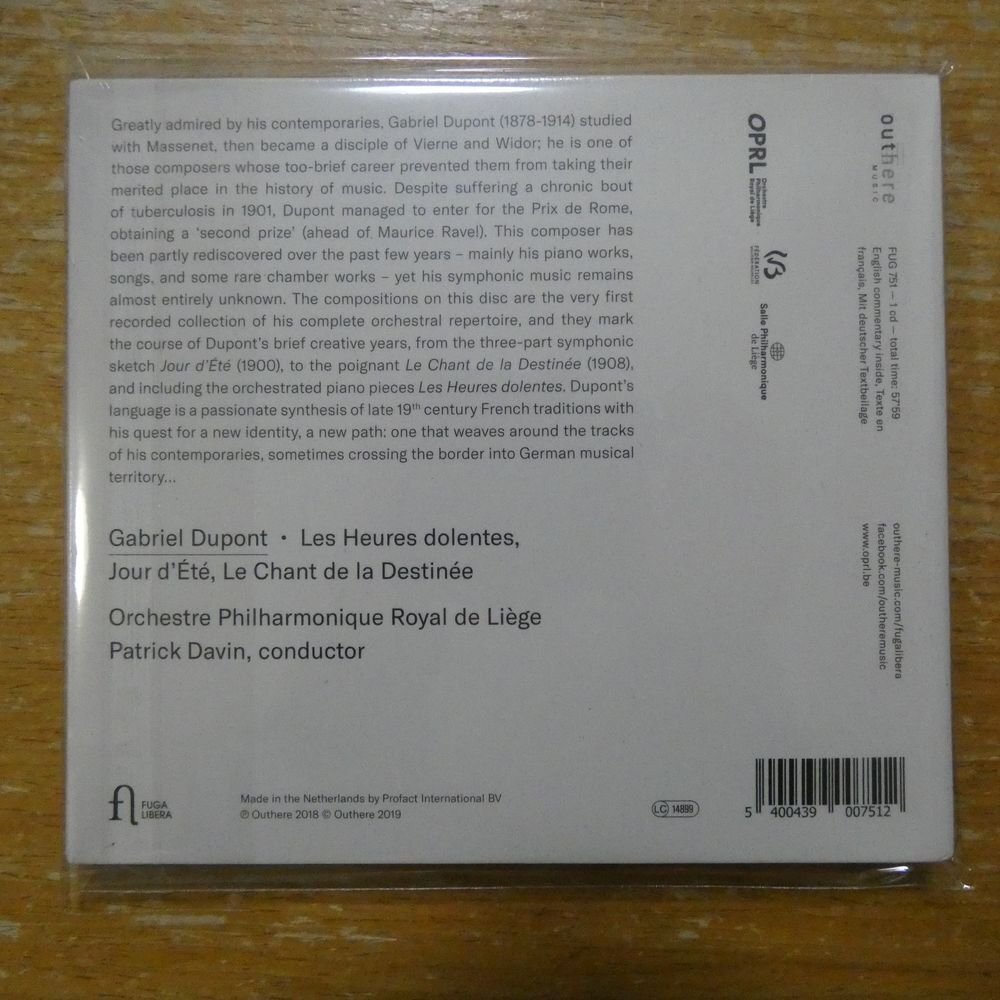 Greatly admired by his contemporaries, Gabriel Dupont (1878-1914) studied
with Massenet, then became a disciple of Vierne and Widor; he is one of
those composers whose too-brief career prevented them from taking their
merited place in the history of music. Despite suffering a chronic bout
of tuberculosis in 1901, Dupont managed to enter for the Prix de Rome,
obtaining a ‘second prize’ (ahead of Maurice Ravel). This composer has
been partly rediscovered over the past few years – mainly his piano works,
songs, and some rare chamber works – yet his symphonic music remains
almost entirely unknown. The compositions on this disc are the very first
recorded collection of his complete orchestral repertoire, and they mark
the course of Dupont’s brief creative years, from the three-part symphonic
sketch Jour d’Été (1900), to the poignant Le Chant de la Destinée (1908),
and including the orchestrated piano pieces Les Heures dolentes. Dupont’s
language is a passionate synthesis of late 19th century French traditions with
his quest for a new identity, a new path: one that weaves around the tracks
of his contemporaries, sometimes crossing the border into German musical
territory...
Gabriel Dupont • Les Heures dolentes,
Jour d’Été, Le Chant de la Destinée
Orchestre Philharmonique Royal de Liège
Patrick Davin, conductor
FUGA
LIBERA
Made in the Netherlands by Profact International BV
℗ Outhere 2018 © Outhere 2019
LC 14899
5 400439 007512
outhere
MUSIC
FUG 751 – 1 cd – total time: 57’59
English commentary inside, Texte en
français, Mit deutscher Textbeilage
outhere-music.com/fugalibera
facebook.com/outheremusic
www.oprl.be
OPRL
Orchestre
Philharmonique
Royal de Liège
FÉDÉRATION
Salle Philharmonique
de Liège